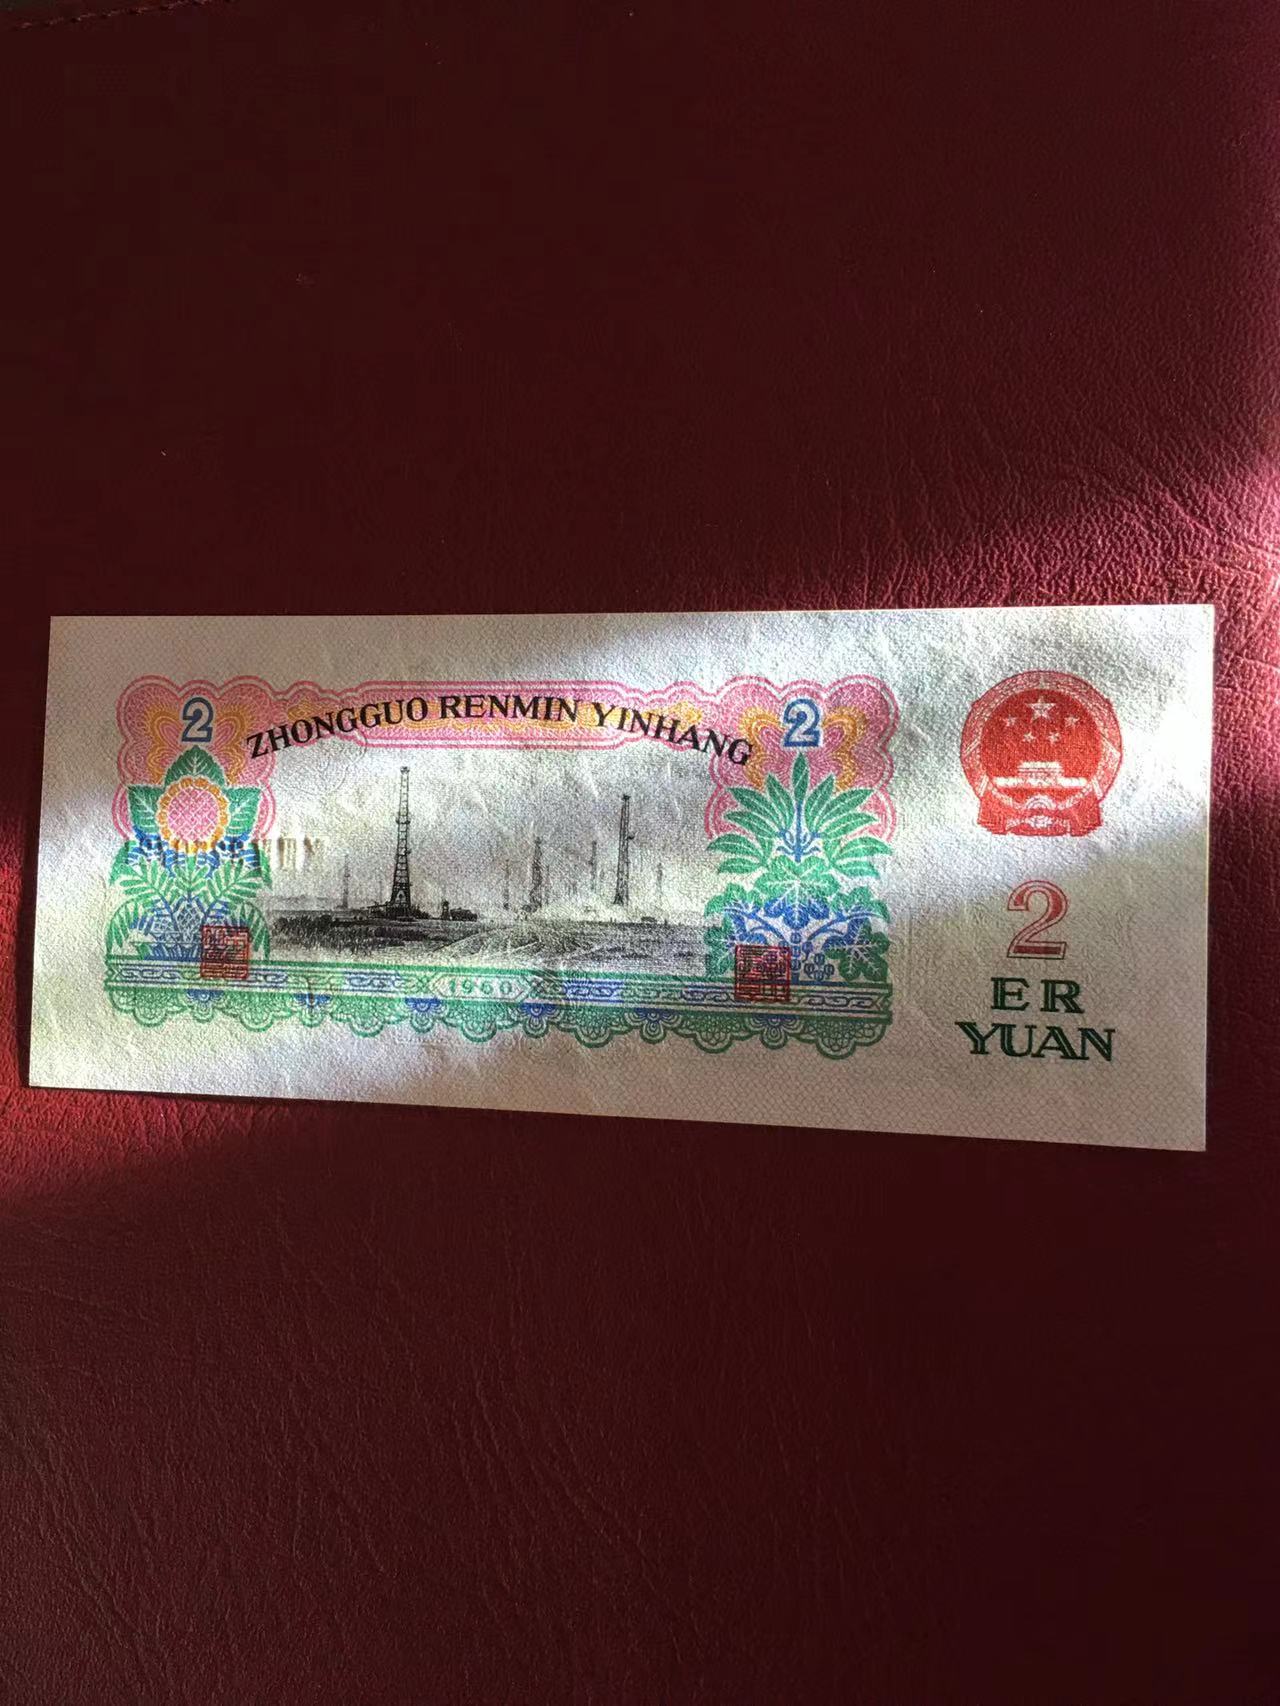 2
ZHONGGUO RENMIN YINHANG
2
1960
2
ER
YUAN